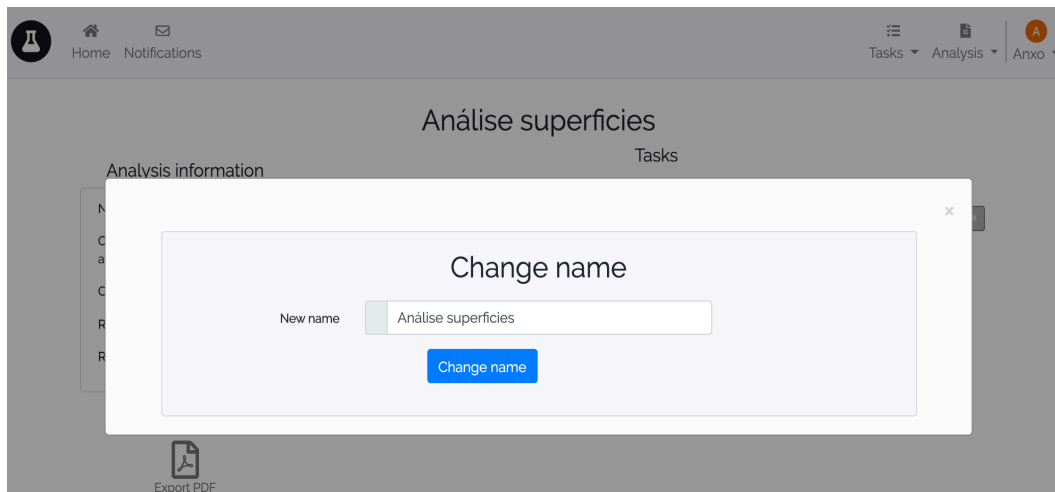 Home Notifications Tasks Analysis Anxo
A
Análise superficies
Tasks
Analysis information
N
×
C
a
C
R
R
Change name
New name Análise superficies
Change name
Export PDF